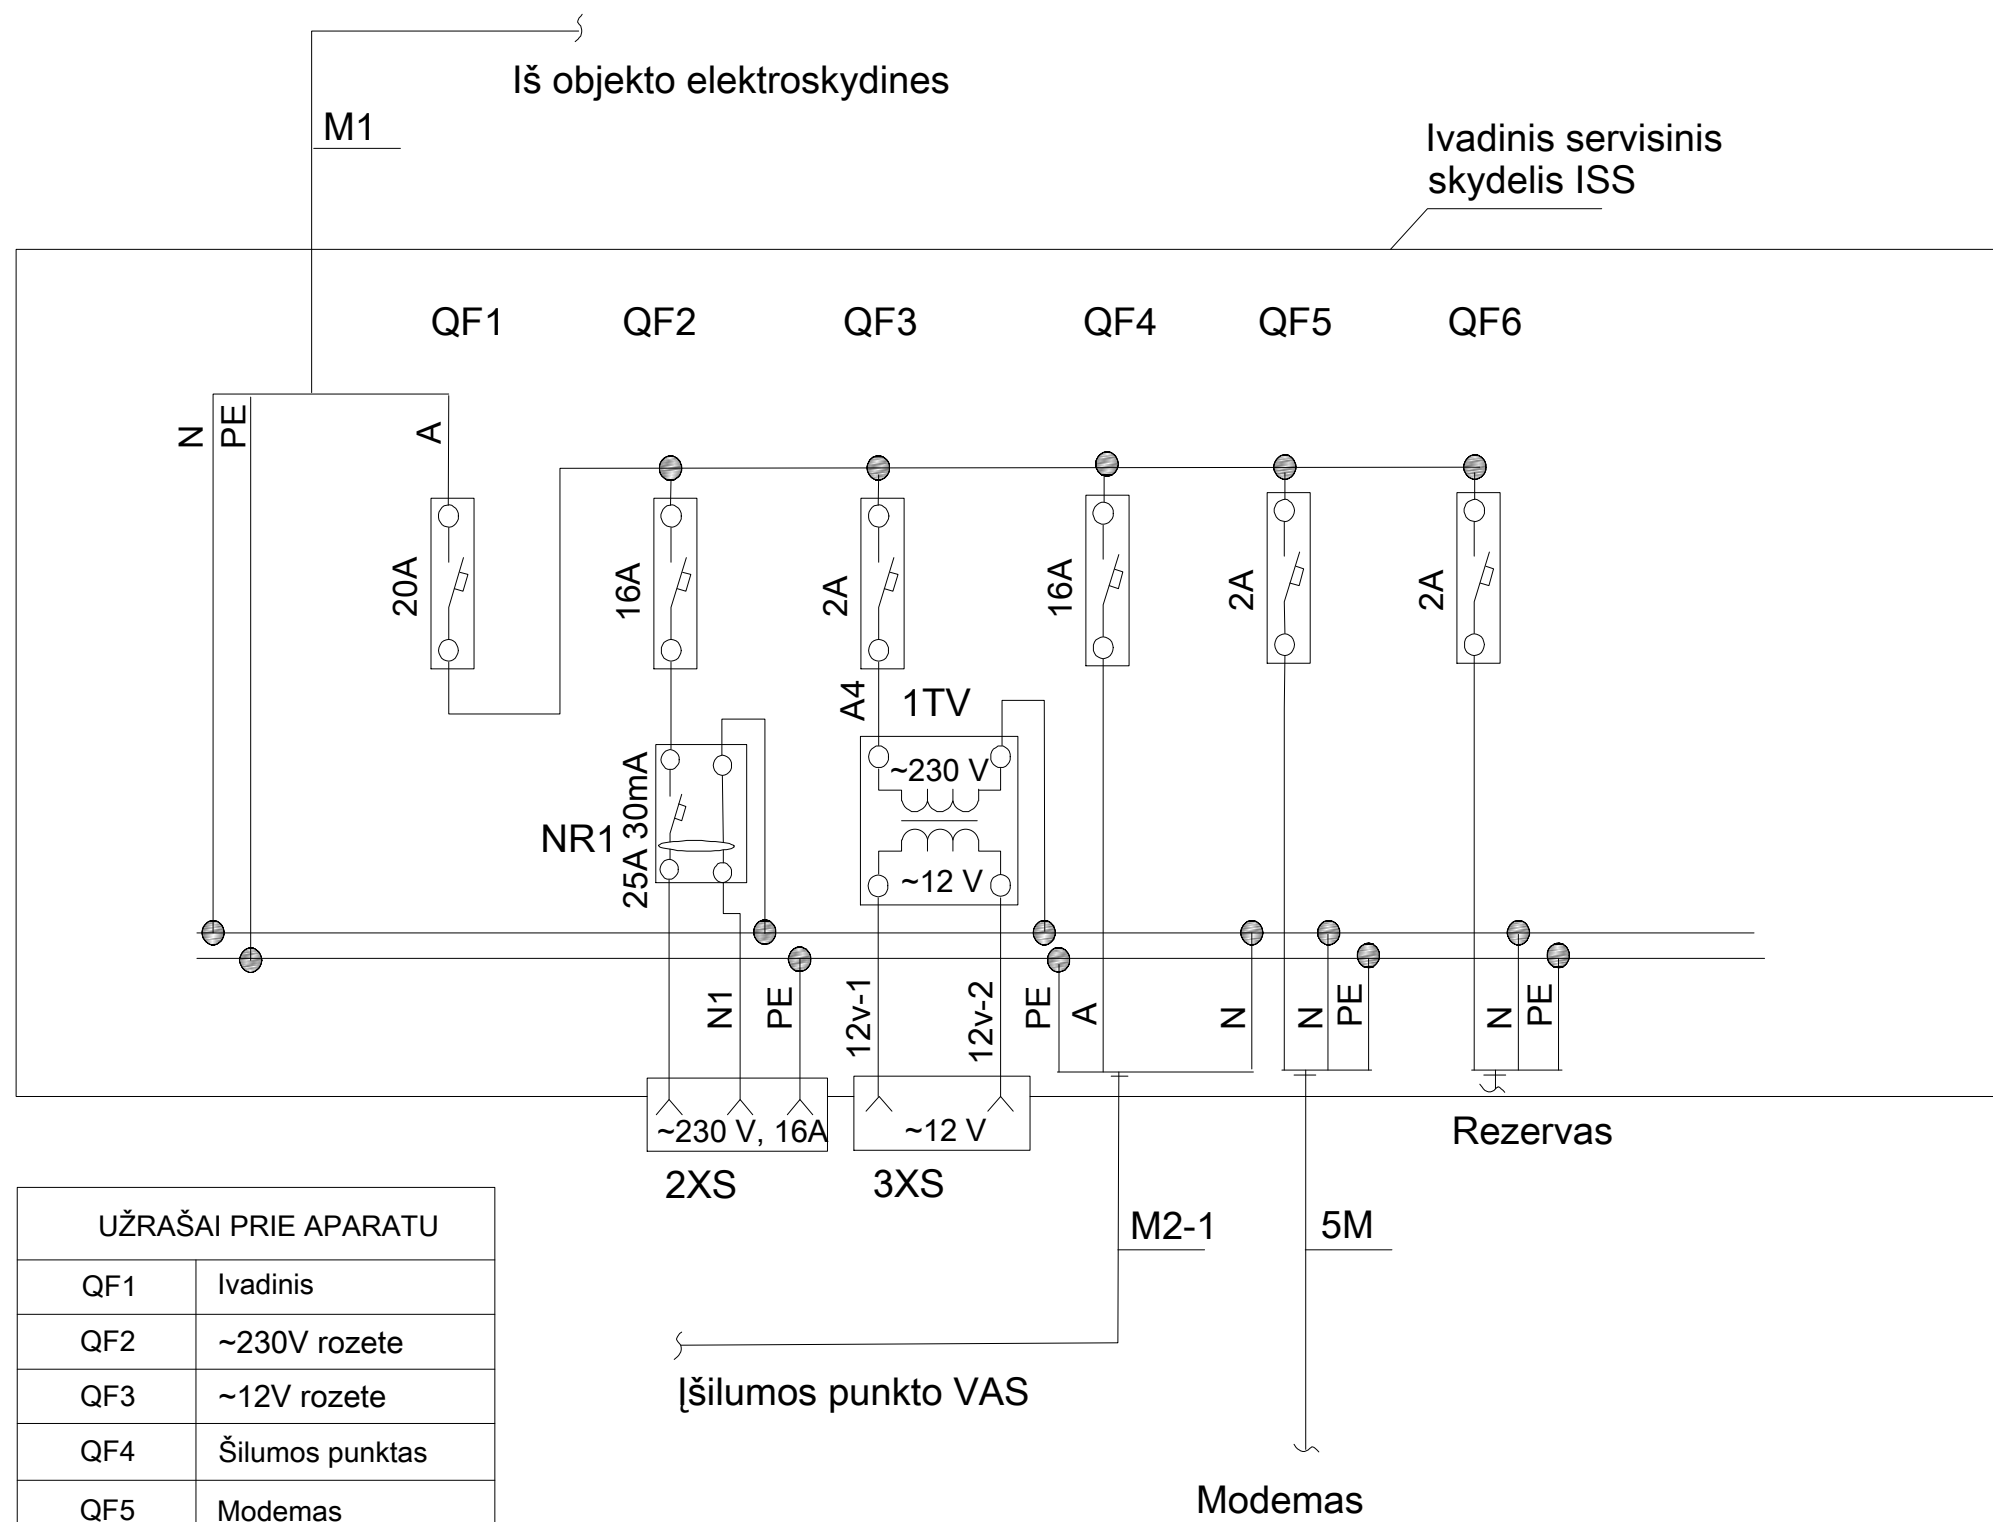 Iš objekto elektroskydines
M1
Ivadinis servisinis
skydelis ISS
QF1 QF2 QF3 QF4 QF5 QF6
N PE A
20A 16A 2A 16A 2A 2A
A4 1TV
~230 V
NR1 25A 30mA
~12 V
N1 PE 12v-1 12v-2 PE A N N PE N PE
~230 V, 16A ~12 V
Rezervas
2XS 3XS
M2-1 5M
Įšilumos punkto VAS
Modemas
UŽRAŠAI PRIE APARATU
QF1 Ivadinis
QF2 ~230V rozete
QF3 ~12V rozete
QF4 Šilumos punktas
QF5 Modemas